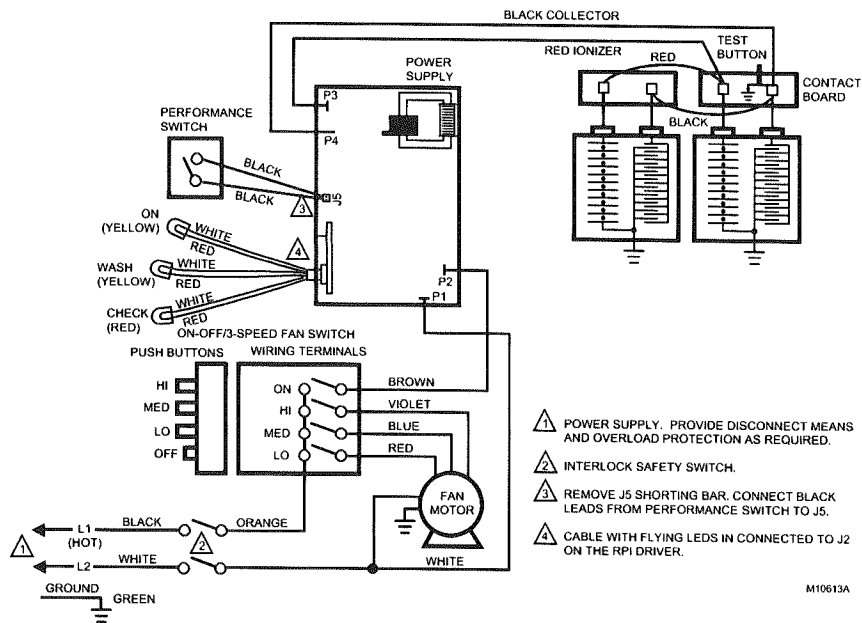 BLACK COLLECTOR
RED IONIZER
TEST
BUTTON
RED
POWER
SUPPLY
CONTACT
BOARD
P3
PERFORMANCE
SWITCH
P4
BLACK
BLACK
BLACK
J5
3
ON
(YELLOW)
WHITE
RED
4
WASH
(YELLOW)
WHITE
RED
P2
P1
CHECK
(RED)
WHITE
RED
ON-OFF/3-SPEED FAN SWITCH
PUSH BUTTONS
WIRING TERMINALS
HI
MED
LO
OFF
ON
HI
MED
LO
BROWN
VIOLET
BLUE
RED
FAN
MOTOR
1 POWER SUPPLY. PROVIDE DISCONNECT MEANS
AND OVERLOAD PROTECTION AS REQUIRED.
2 INTERLOCK SAFETY SWITCH.
3 REMOVE J5 SHORTING BAR. CONNECT BLACK
LEADS FROM PERFORMANCE SWITCH TO J5.
4 CABLE WITH FLYING LEDS IN CONNECTED TO J2
ON THE RPI DRIVER.
L1
(HOT)
BLACK
ORANGE
1
2
L2
WHITE
WHITE
GROUND
GREEN
M10613A